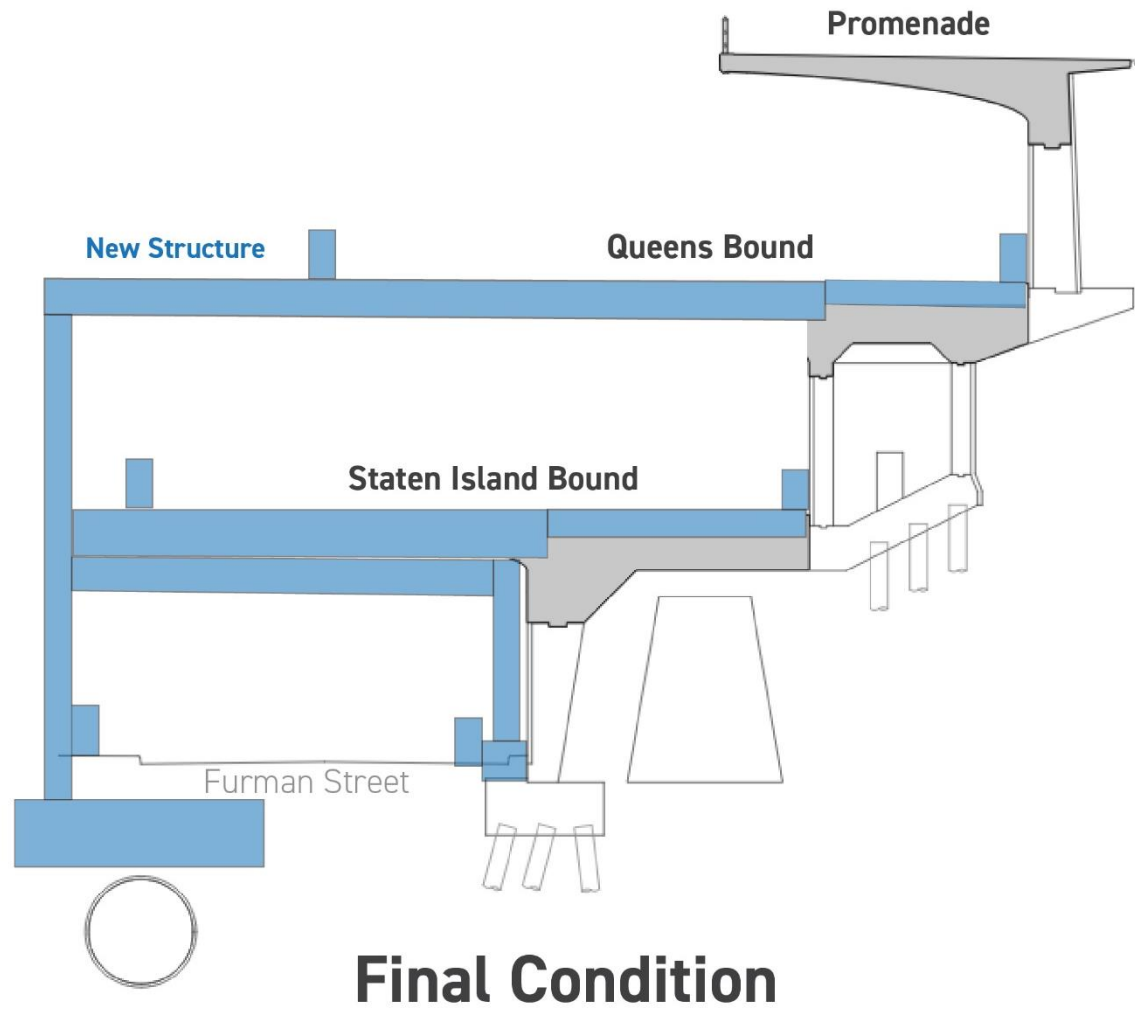 Promenade
New Structure
Queens Bound
Staten Island Bound
Furman Street
Final Condition